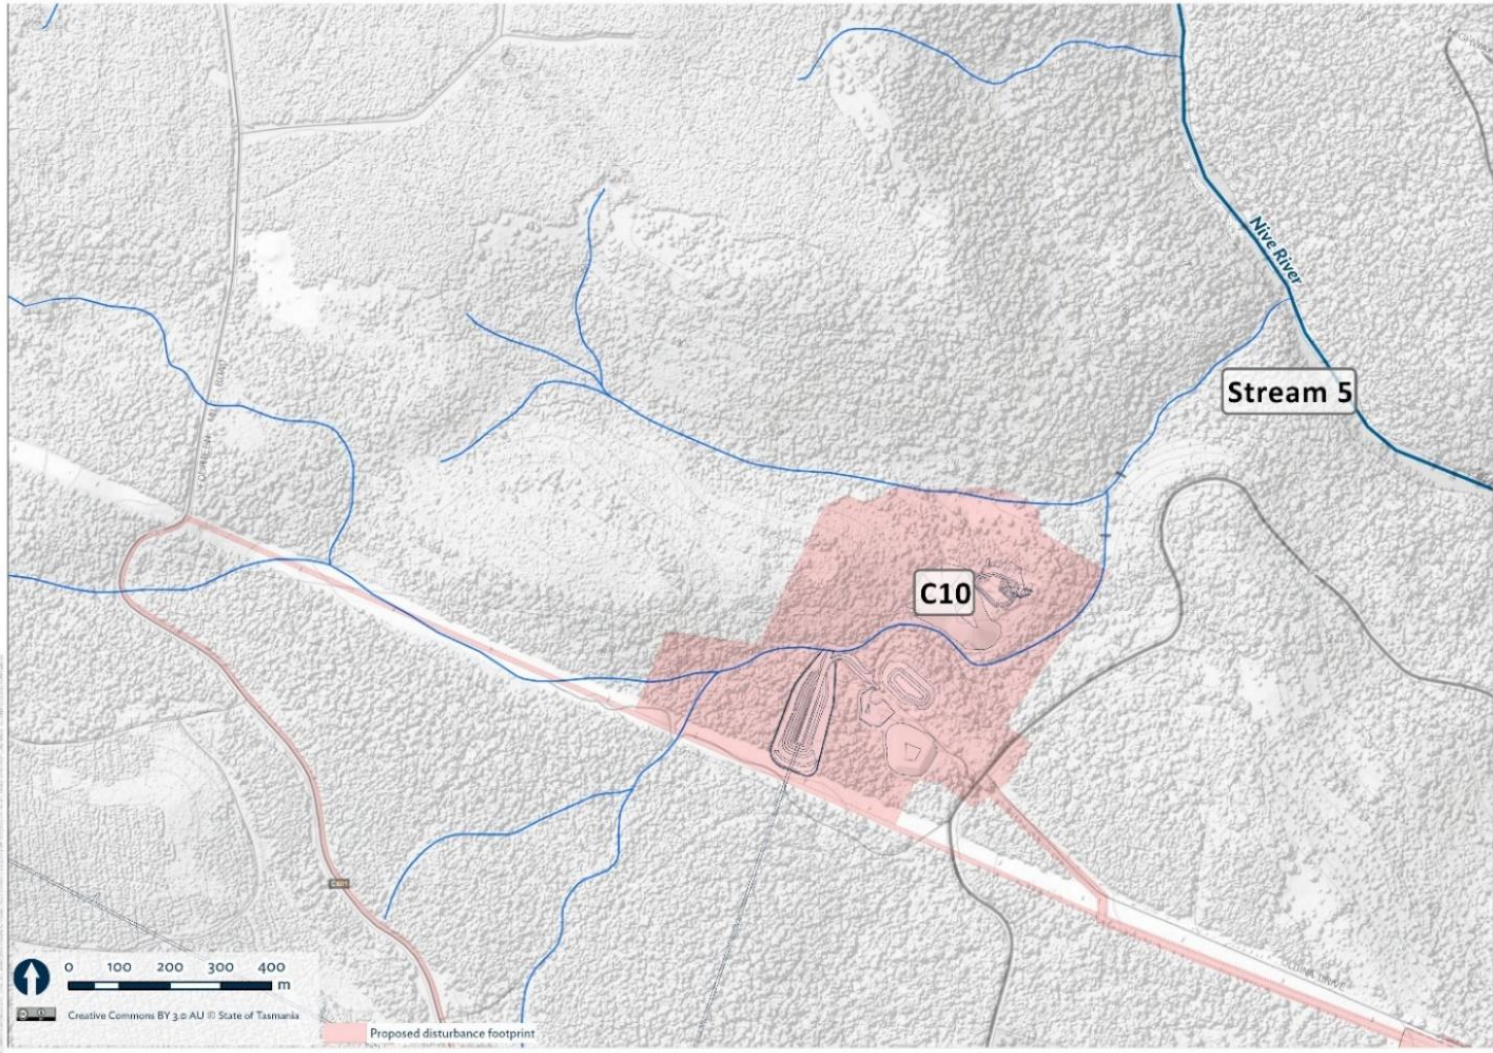 Nive River
Stream 5
C10
0 100 200 300 400
m
Creative Commons BY 3.0 AU © State of Tasmania
Proposed disturbance footprint